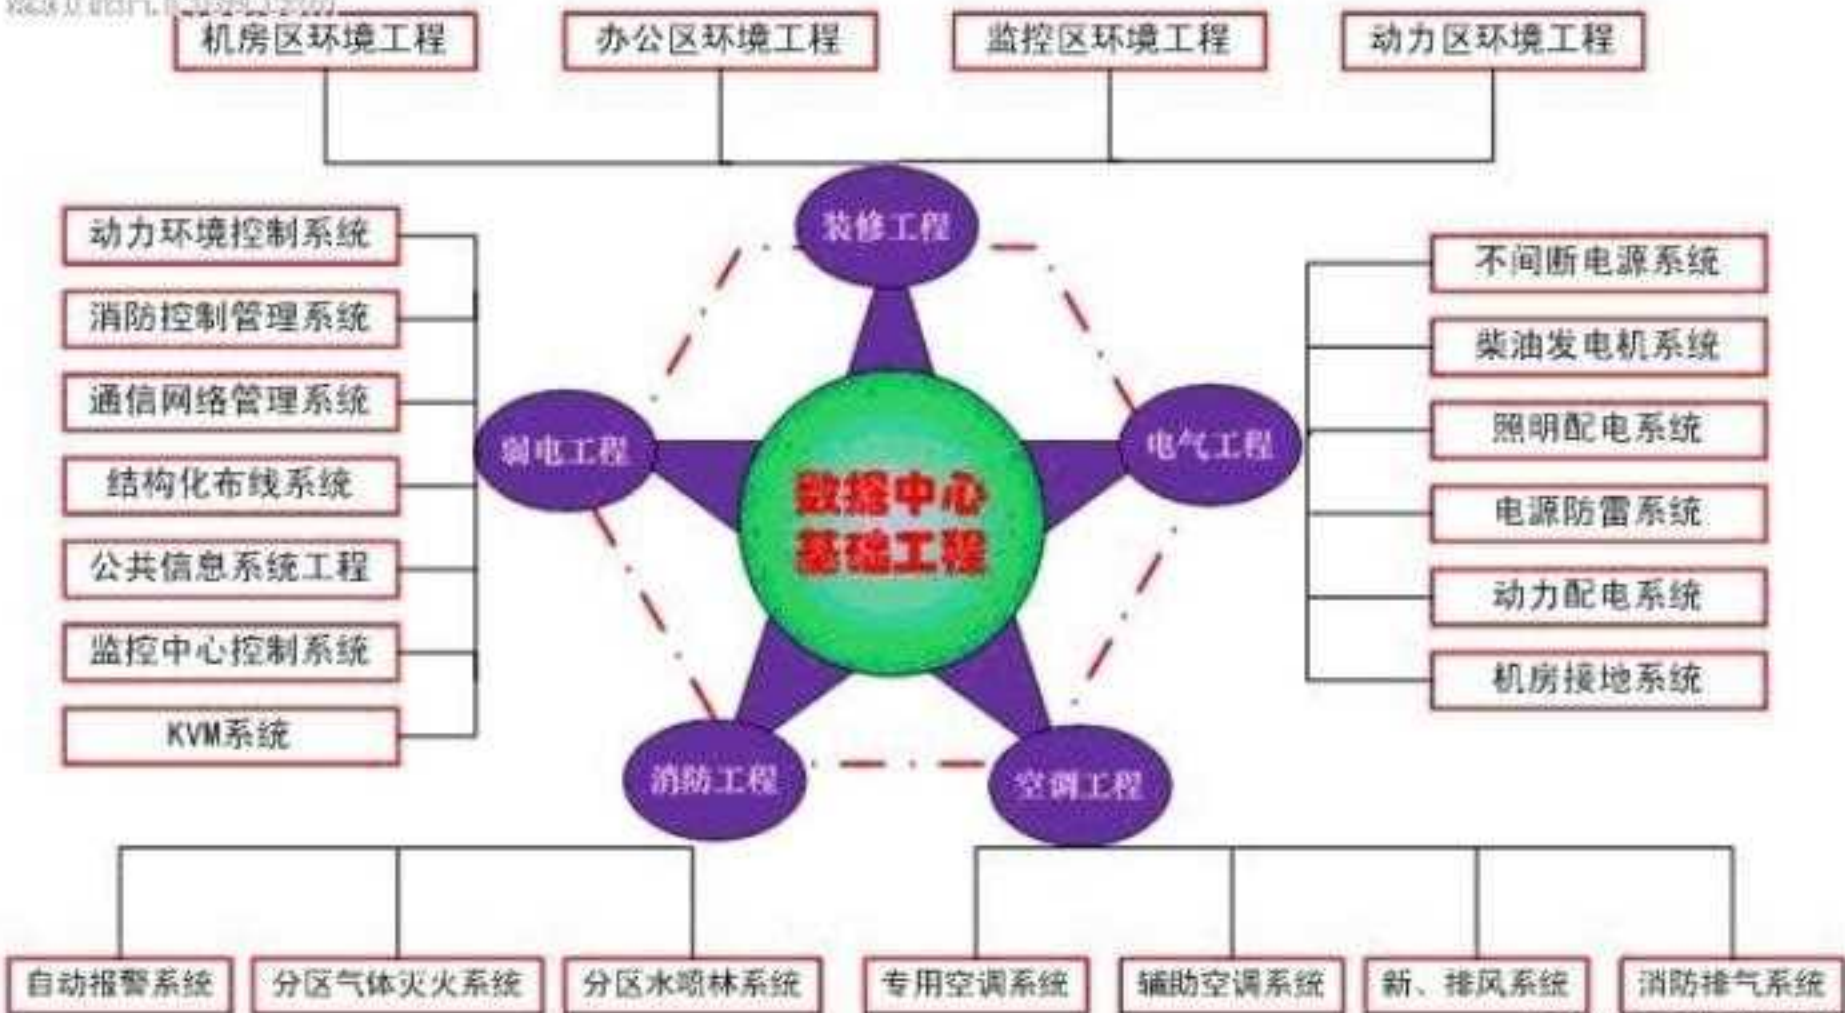 机房区环境工程
办公区环境工程
监控区环境工程
动力区环境工程
装修工程
动力环境控制系统
消防控制管理系统
通信网络管理系统
结构化布线系统
公共信息系统工程
监控中心控制系统
KVM系统
弱电工程
数据中心
基础工程
电气工程
不间断电源系统
柴油发电机系统
照明配电系统
电源防雷系统
动力配电系统
机房接地系统
消防工程
空调工程
自动报警系统
分区气体灭火系统
分区水喷林系统
专用空调系统
辅助空调系统
新、排风系统
消防排气系统